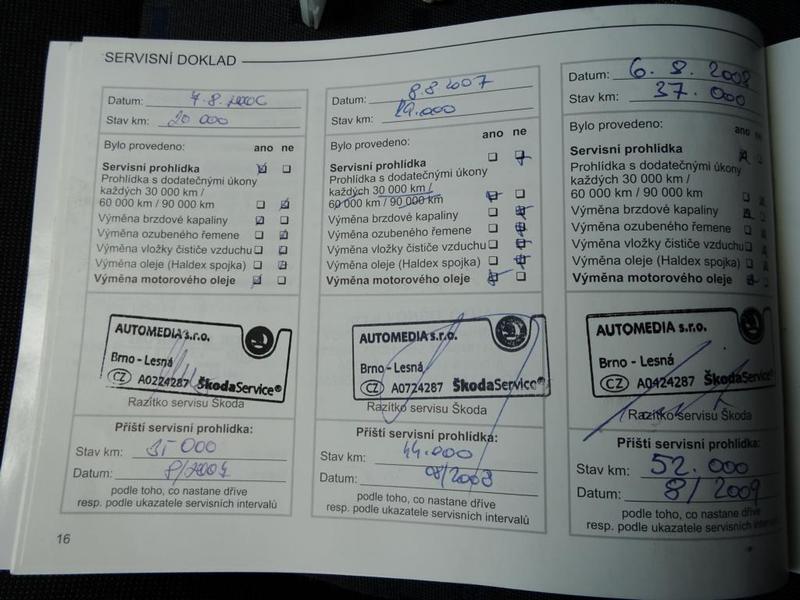 SERVISNÍ DOKLAD
Datum: 7.8.
Stav km: 20 000
Bylo provedeno: ano ne
Servisní prohlídka
Prohlídka s dodatečnými úkony
každých 30 000 km /
60 000 km / 90 000 km
Výměna brzdové kapaliny
Výměna ozubeného řemene
Výměna vložky čističe vzduchu
Výměna oleje (Haldex spojka)
Výměna motorového oleje
AUTOMEDIA s.r.o.
Brno - Lesná
CZ A0224287 ŠkodaService®
Razítko servisu Škoda
Příští servisní prohlídka:
Stav km: 35 000
Datum:
podle toho, co nastane dříve
resp. podle ukazatele servisních intervalů
16
Datum: 8.8.2007
Stav km: 29.000
Bylo provedeno: ano ne
Servisní prohlídka
Prohlídka s dodatečnými úkony
každých 30 000 km /
60 000 km / 90 000 km
Výměna brzdové kapaliny
Výměna ozubeného řemene
Výměna vložky čističe vzduchu
Výměna oleje (Haldex spojka)
Výměna motorového oleje
AUTOMEDIA s.r.o.
Brno - Lesná
CZ A0724287 ŠkodaService®
Razítko servisu Škoda
Příští servisní prohlídka:
Stav km: 44.000
Datum: 08/2008
podle toho, co nastane dříve
resp. podle ukazatele servisních intervalů
Datum: 6. 8. 2008
Stav km: 37. 000
Bylo provedeno: ano ne
Servisní prohlídka
Prohlídka s dodatečnými úkony
každých 30 000 km /
60 000 km / 90 000 km
Výměna brzdové kapaliny
Výměna ozubeného řemene
Výměna vložky čističe vzduchu
Výměna oleje (Haldex spojka)
Výměna motorového oleje
AUTOMEDIA s.r.o.
Brno - Lesná
CZ A0424287 ŠkodaService®
Razítko servisu Škoda
Příští servisní prohlídka:
Stav km: 52. 000
Datum: 8/2009
podle toho, co nastane dříve
resp. podle ukazatele servisních